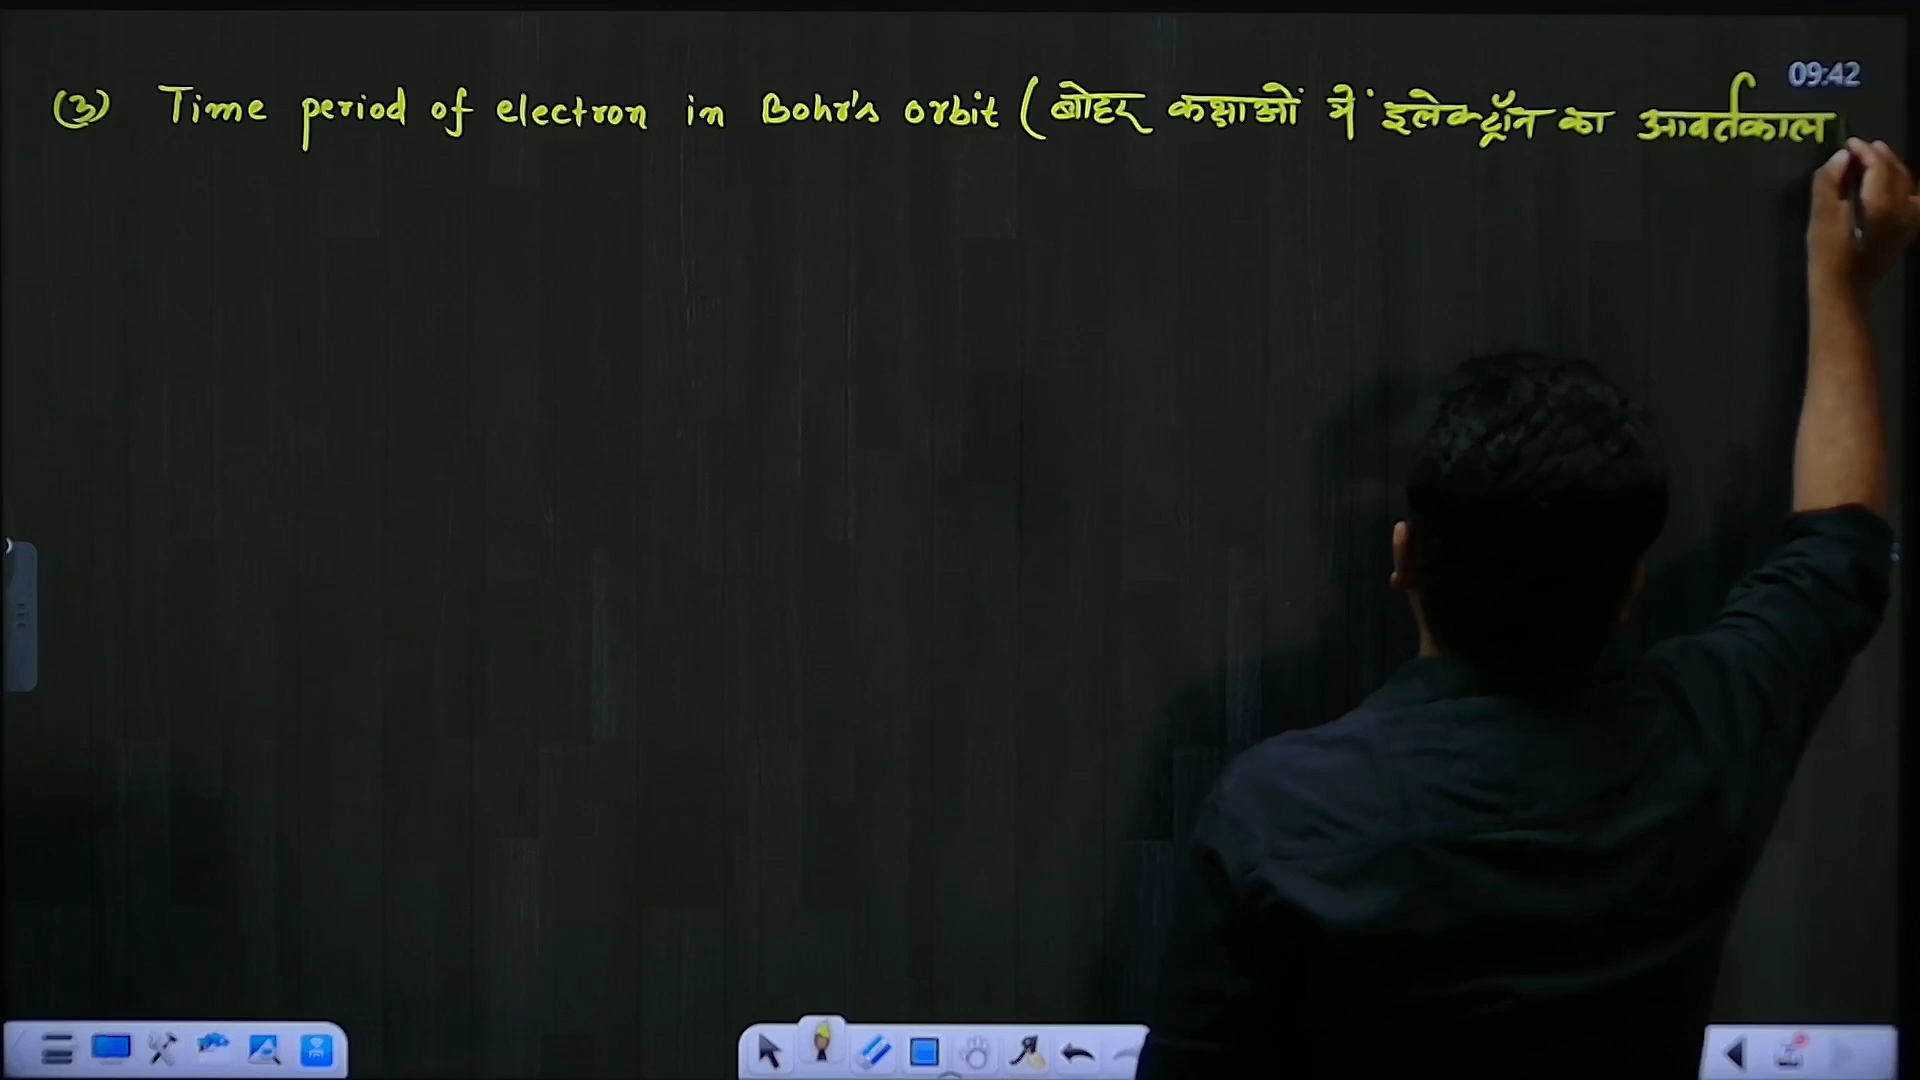 09:42
(3) Time period of electron in Bohr's orbit (बोहर कक्षाओं में इलेक्ट्रॉन का आवर्तकाल